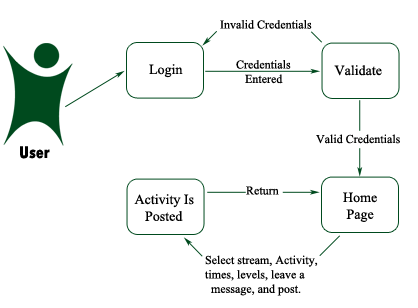 Invalid Credentials
Login
Credentials
Entered
Validate
User
Valid Credentials
Activity Is
Posted
Return
Home
Page
Select stream, Activity,
times, levels, leave a
message, and post.